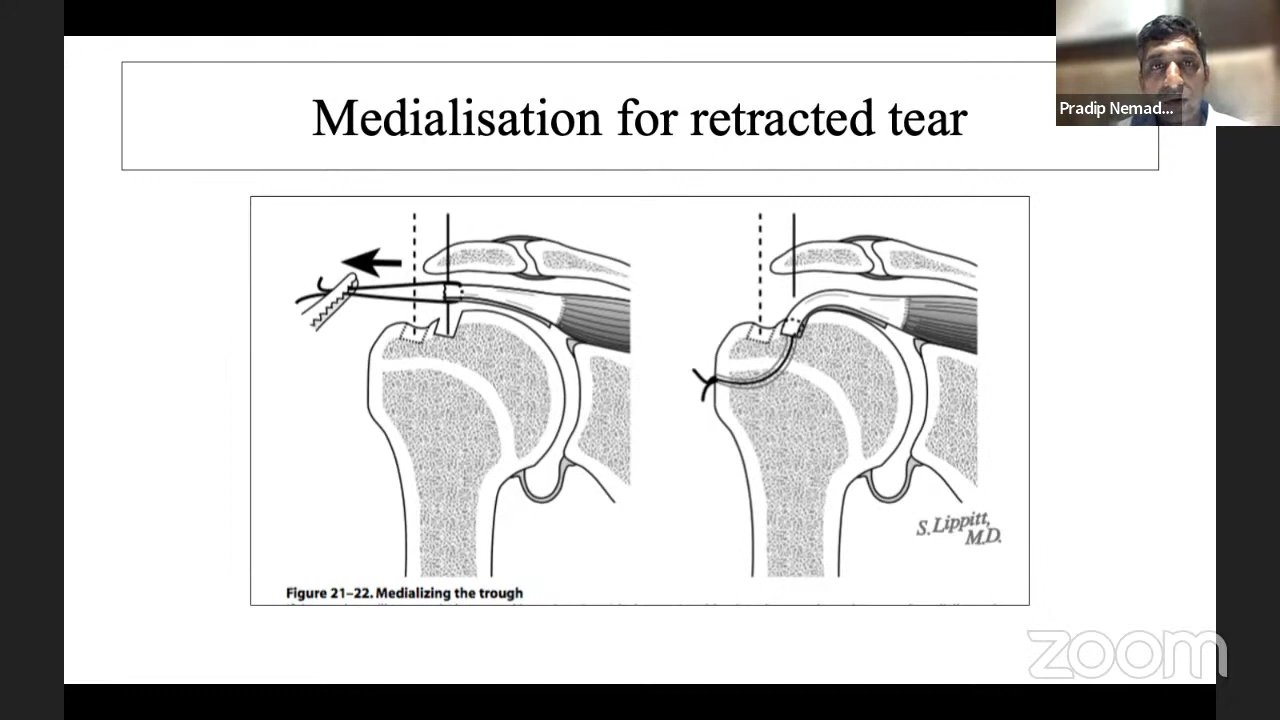 Medialisation for retracted tear
Pradip Nemad...
S. Lippitt,
M.D.
Figure 21–22. Medializing the trough
zoom